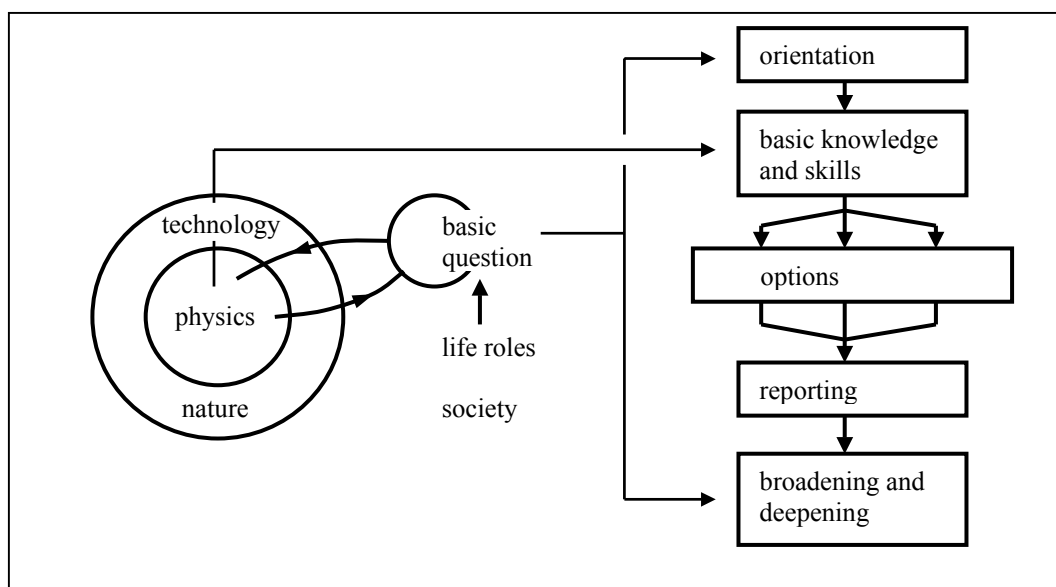 technology
physics
nature
basic
question
life roles
society
orientation
basic knowledge
and skills
options
reporting
broadening and
deepening